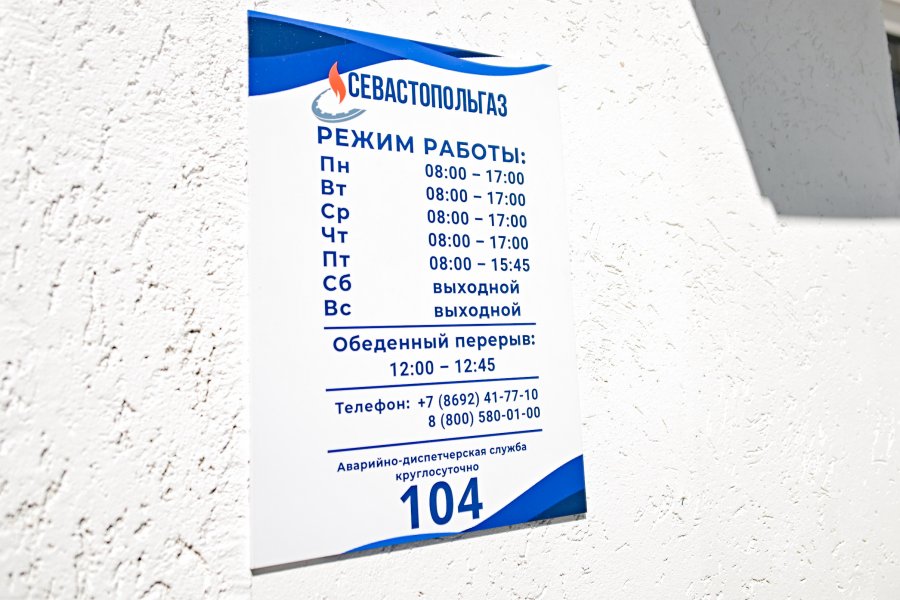 СЕВАСТОПОЛЬГАЗ
РЕЖИМ РАБОТЫ:
Пн 08:00 – 17:00
Вт 08:00 – 17:00
Ср 08:00 – 17:00
Чт 08:00 – 17:00
Пт 08:00 – 15:45
Сб выходной
Вс выходной
Обеденный перерыв:
12:00 – 12:45
Телефон: +7 (8692) 41-77-10
8 (800) 580-01-00
Аварийно-диспетчерская служба
круглосуточно
104